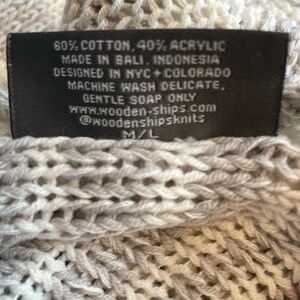 60% COTTON, 40% ACRYLIC
MADE IN BALI. INDONESIA
DESIGNED IN NYC + COLORADO
MACHINE WASH DELICATE,
GENTLE SOAP ONLY
www.wooden-ships.com
@woodenshipsknits
M/L